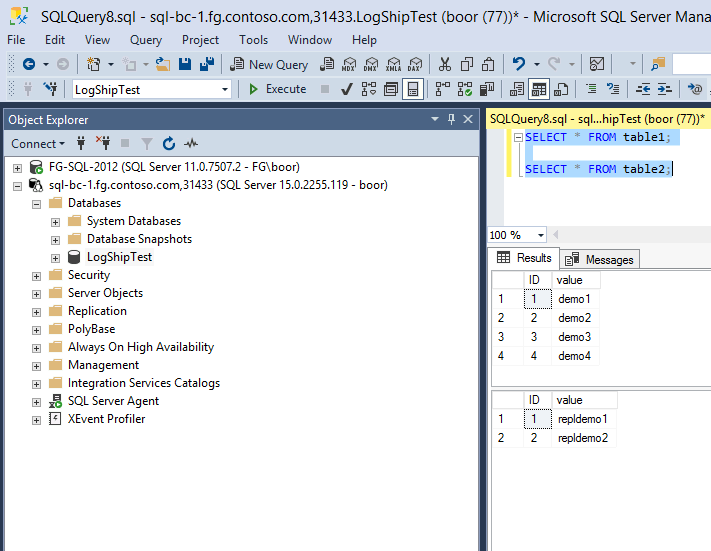 SQLQuery8.sql - sql-bc-1.fg.contoso.com,31433.LogShipTest (boor (77))* - Microsoft SQL Server Mana
File Edit View Query Project Tools Window Help
New Query MDX DMX XMLA DAX
LogShipTest Execute
Object Explorer
SQLQuery8.sql - sql...hipTest (boor (77))*
Connect
FG-SQL-2012 (SQL Server 11.0.7507.2 - FG\boor)
sql-bc-1.fg.contoso.com,31433 (SQL Server 15.0.2255.119 - boor)
Databases
System Databases
Database Snapshots
LogShipTest
Security
Server Objects
Replication
PolyBase
Always On High Availability
Management
Integration Services Catalogs
SQL Server Agent
XEvent Profiler
SELECT * FROM table1;
SELECT * FROM table2;
100 %
Results Messages
ID value
1 1 demo1
2 2 demo2
3 3 demo3
4 4 demo4
ID value
1 1 repldemo1
2 2 repldemo2